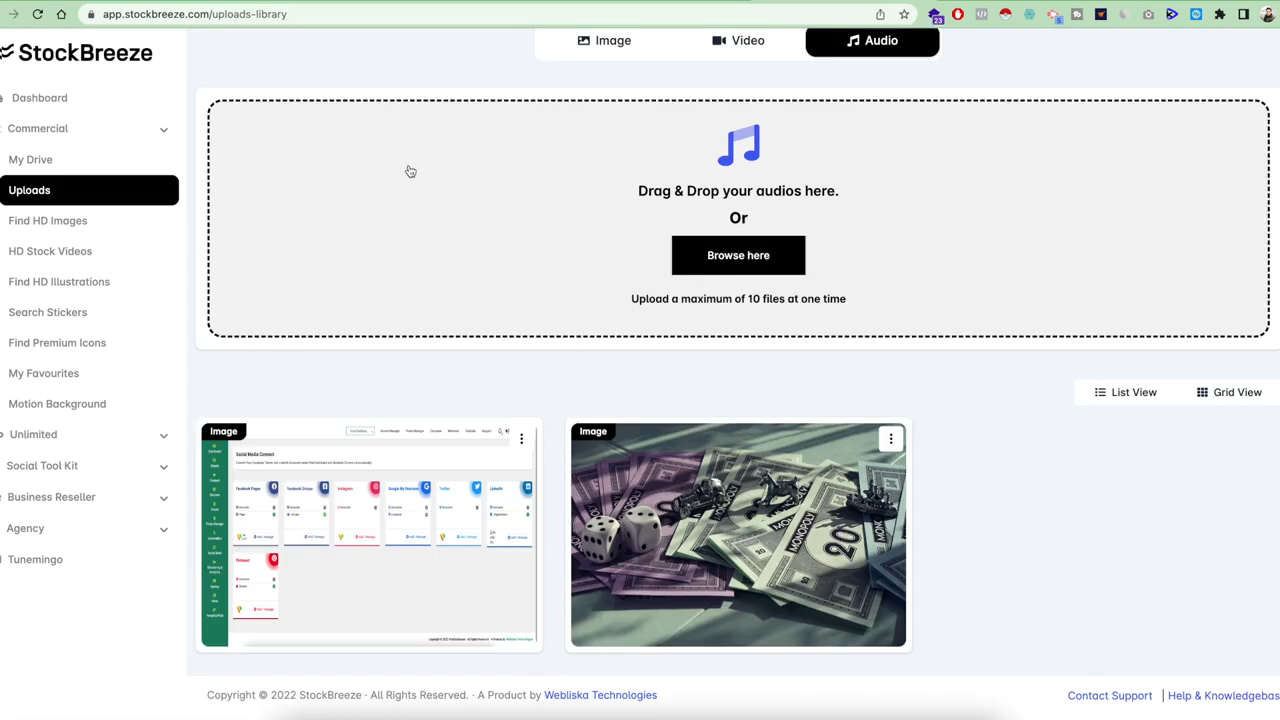 app.stockbreeze.com/uploads-library
23
5
StockBreeze
Image
Video
Audio
Dashboard
Commercial
My Drive
Uploads
Find HD Images
HD Stock Videos
Find HD Illustrations
Search Stickers
Find Premium Icons
My Favourites
Motion Background
Unlimited
Social Tool Kit
Business Reseller
Agency
Tunemingo
Drag & Drop your audios here.
Or
Browse here
Upload a maximum of 10 files at one time
List View
Grid View
Image
Social Media Connect
Facebook Pages
Facebook Groups
Instagram
Google My Business
Twitter
LinkedIn
Pinterest
Image
MONOPOLY
20
MONOPOLY
Copyright © 2022 StockBreeze · All Rights Reserved. · A Product by Webliska Technologies
Contact Support | Help & Knowledgebas